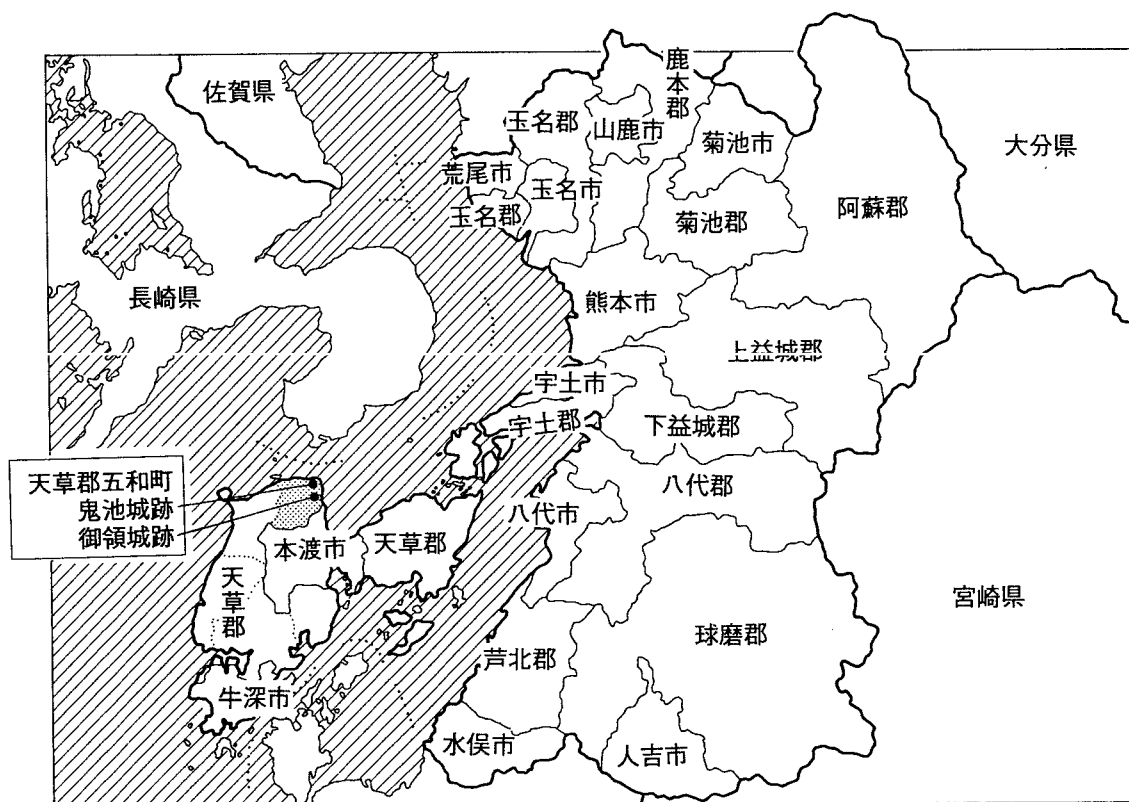 佐賀県
鹿本郡
玉名郡
山鹿市
菊池市
大分県
荒尾市
玉名市
玉名郡
菊池郡
阿蘇郡
長崎県
熊本市
上益城郡
宇土市
宇土郡
下益城郡
天草郡五和町
鬼池城跡
御領城跡
八代郡
八代市
本渡市
天草郡
天草郡
宮崎県
球磨郡
芦北郡
牛深市
水俣市
人吉市